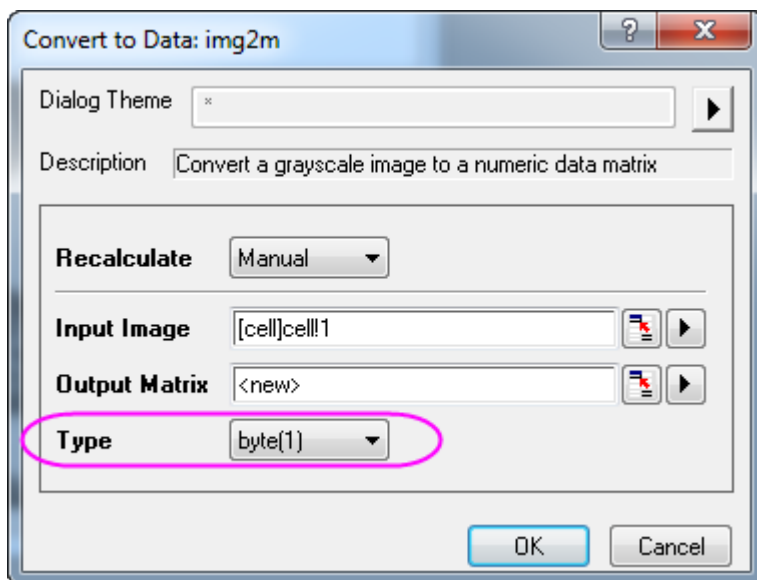 Convert to Data: img2m
Dialog Theme *
Description Convert a grayscale image to a numeric data matrix
Recalculate Manual
Input Image [cell]cell!1
Output Matrix <new>
Type byte(1)
OK Cancel